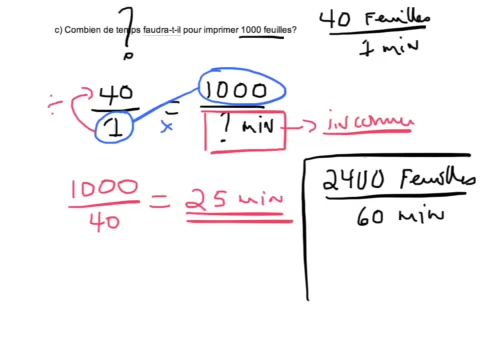 c) Combien de temps faudra-t-il pour imprimer 1000 feuilles?
?
40 Feuilles
1 min
÷ 40 = 1000
1 x ? min → inconnue
1000 = 25 min
40
2400 Feuilles
60 min